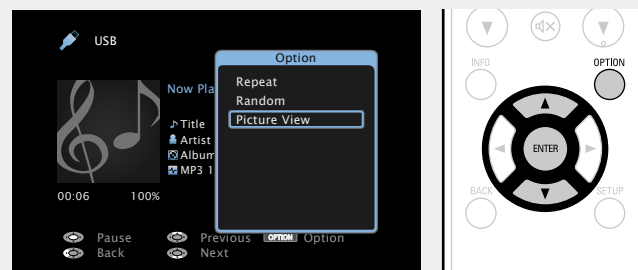 USB
Option
Repeat
Random
Picture View
Now Pla
Title
Artist
Album
MP3 1
00:06 100%
Pause Previous OPTION Option
Back Next
INFO OPTION
ENTER
BACK SETUP